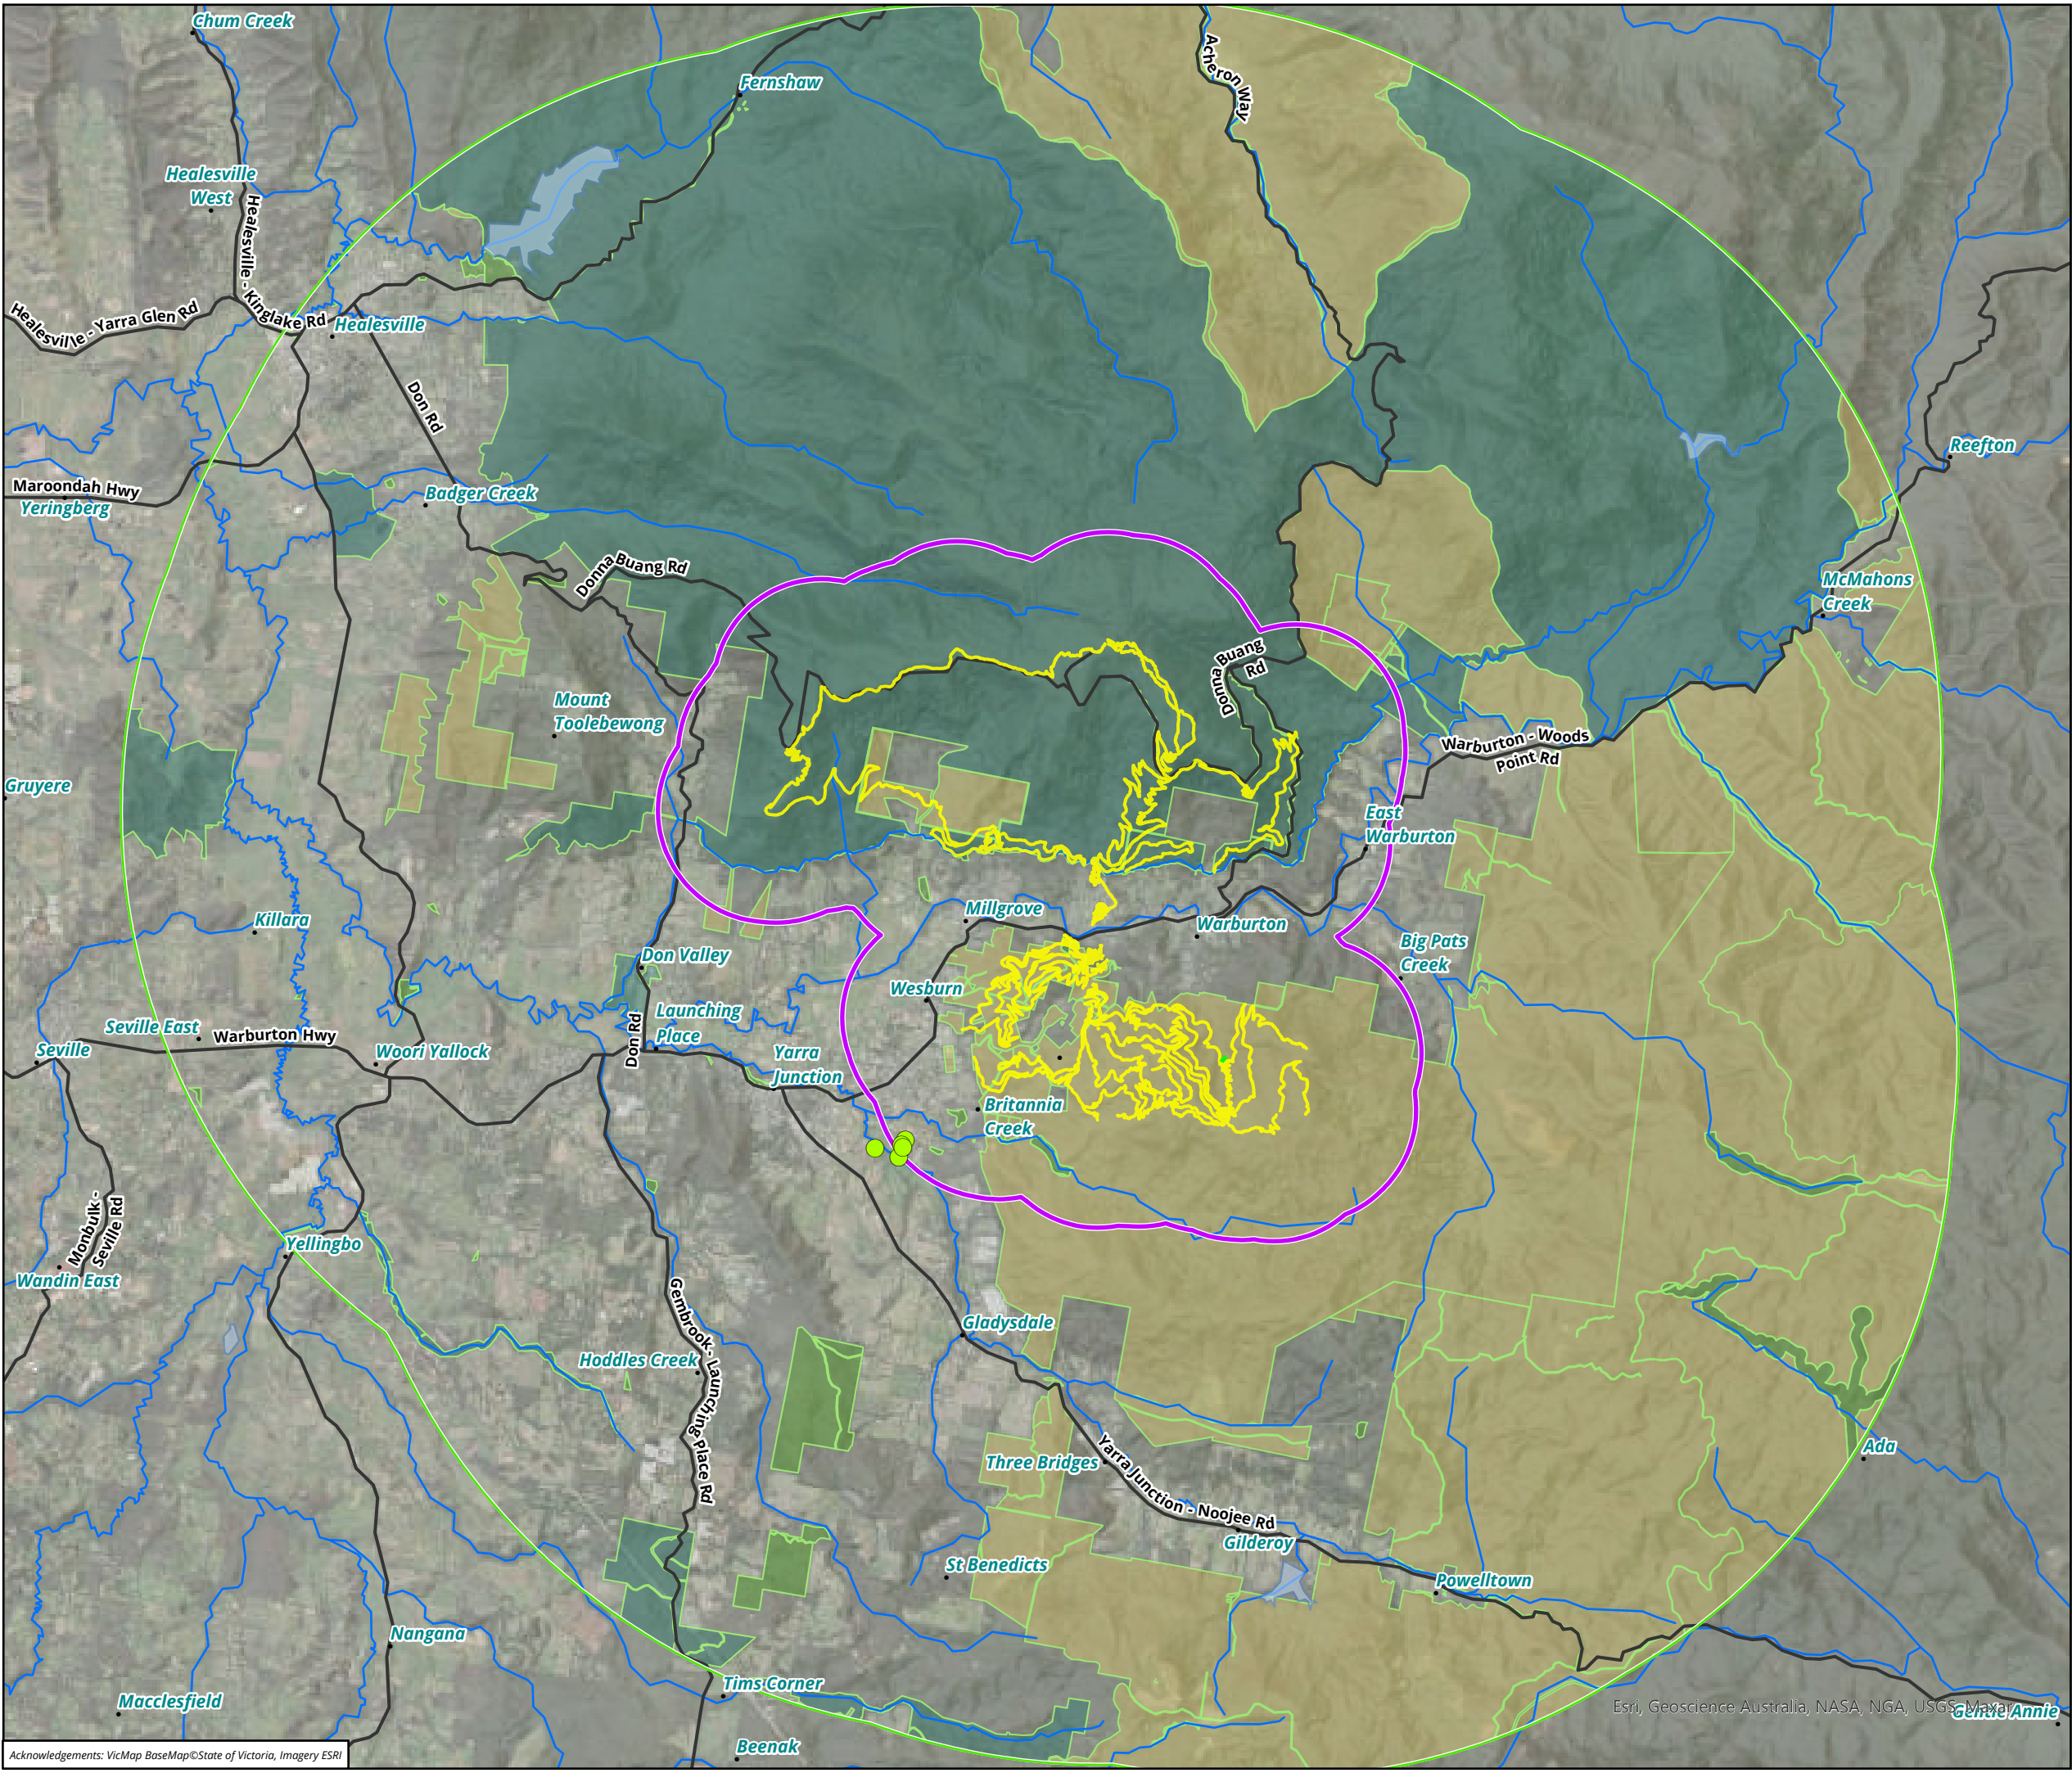 Chum Creek
Fernshaw
Acheron Way
Healesville
West
Healesville - Kinglake Rd
Healesville - Yarra Glen Rd
Healesville
Don Rd
Reefton
Maroondah Hwy
Yeringberg
Badger Creek
Donna Buang Rd
McMahons
Creek
Donna Buang
Rd
Mount
Toolebewong
Warburton - Woods
Point Rd
Gruyere
East
Warburton
Killara
Millgrove
Warburton
Big Pats
Creek
Don Valley
Wesburn
Launching
Place
Seville East
Warburton Hwy
Don Rd
Seville
Woori Yallock
Yarra
Junction
Britannia
Creek
Monbulk -
Seville Rd
Yellingbo
Wandin East
Gembrook - Launching Place Rd
Gladysdale
Hoddles Creek
Three Bridges
Yarra Junction - Noojee Rd
Ada
Gilderoy
St Benedicts
Powelltown
Nangana
Tims Corner
Macclesfield
Esri, Geoscience Australia, NASA, NGA, USGS, Maxar
Gentle Annie
Beenak
Acknowledgements: VicMap BaseMap©State of Victoria, Imagery ESRI